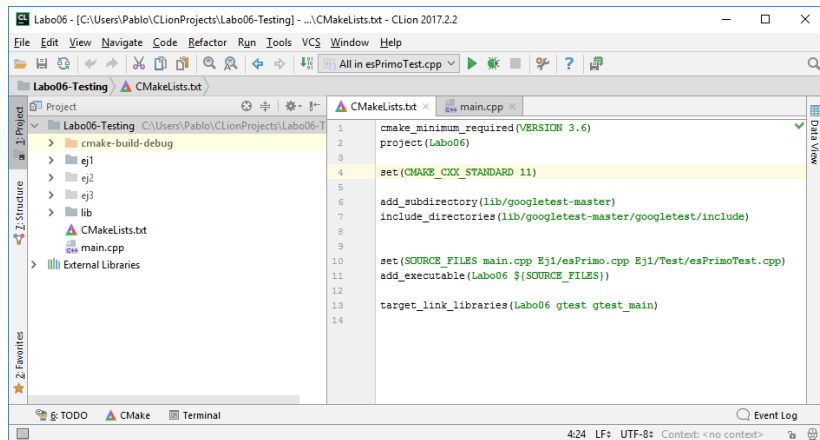 Labo06 - [C:\Users\Pablo\CLionProjects\Labo06-Testing] - ...\CMakeLists.txt - CLion 2017.2.2
File Edit View Navigate Code Refactor Run Tools VCS Window Help
All in esPrimoTest.cpp
Labo06-Testing CMakeLists.txt
Project
CMakeLists.txt
main.cpp
1: Project
Z: Structure
2: Favorites
Data View
Labo06-Testing C:\Users\Pablo\CLionProjects\Labo06-T
cmake-build-debug
ej1
ej2
ej3
lib
CMakeLists.txt
main.cpp
External Libraries
1 cmake_minimum_required(VERSION 3.6)
2 project(Labo06)
3
4 set(CMAKE_CXX_STANDARD 11)
5
6 add_subdirectory(lib/googletest-master)
7 include_directories(lib/googletest-master/googletest/include)
8
9
10 set(SOURCE_FILES main.cpp Ej1/esPrimo.cpp Ej1/Test/esPrimoTest.cpp)
11 add_executable(Labo06 ${SOURCE_FILES})
12
13 target_link_libraries(Labo06 gtest gtest_main)
14
6: TODO CMake Terminal Event Log
4:24 LF÷ UTF-8÷ Context: <no context>